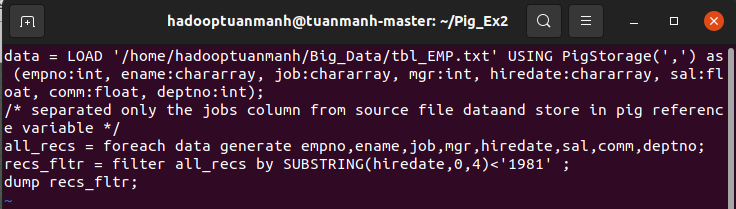 hadooptuanmanh@tuanmanh-master: ~/Pig_Ex2
data = LOAD '/home/hadooptuanmanh/Big_Data/tbl_EMP.txt' USING PigStorage(',') as
 (empno:int, ename:chararray, job:chararray, mgr:int, hiredate:chararray, sal:fl
oat, comm:float, deptno:int);
/* separated only the jobs column from source file dataand store in pig referenc
e variable */
all_recs = foreach data generate empno,ename,job,mgr,hiredate,sal,comm,deptno;
recs_fltr = filter all_recs by SUBSTRING(hiredate,0,4)<'1981' ;
dump recs_fltr;
~